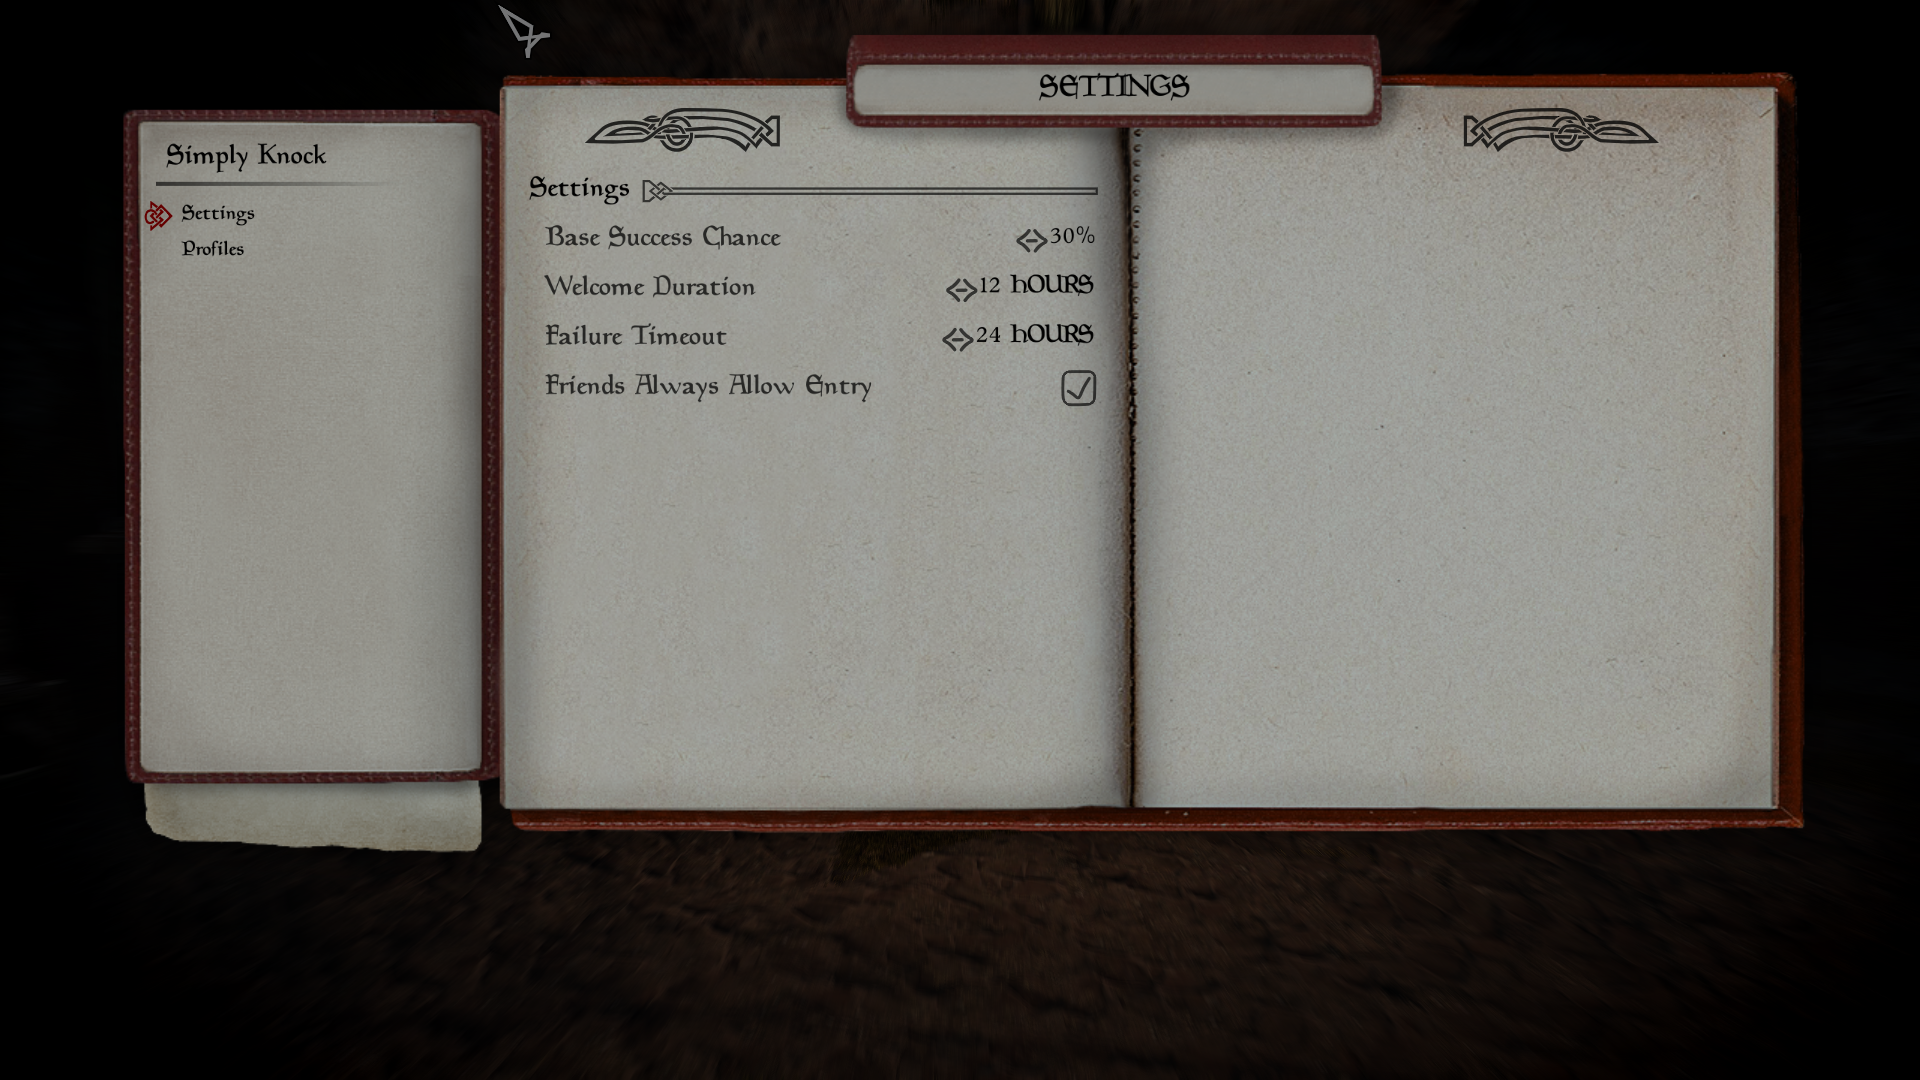 SETTINGS
Simply Knock
Settings
Profiles
Settings
Base Success Chance 30%
Welcome Duration 12 hOURS
Failure Timeout 24 hOURS
Friends Always Allow Entry